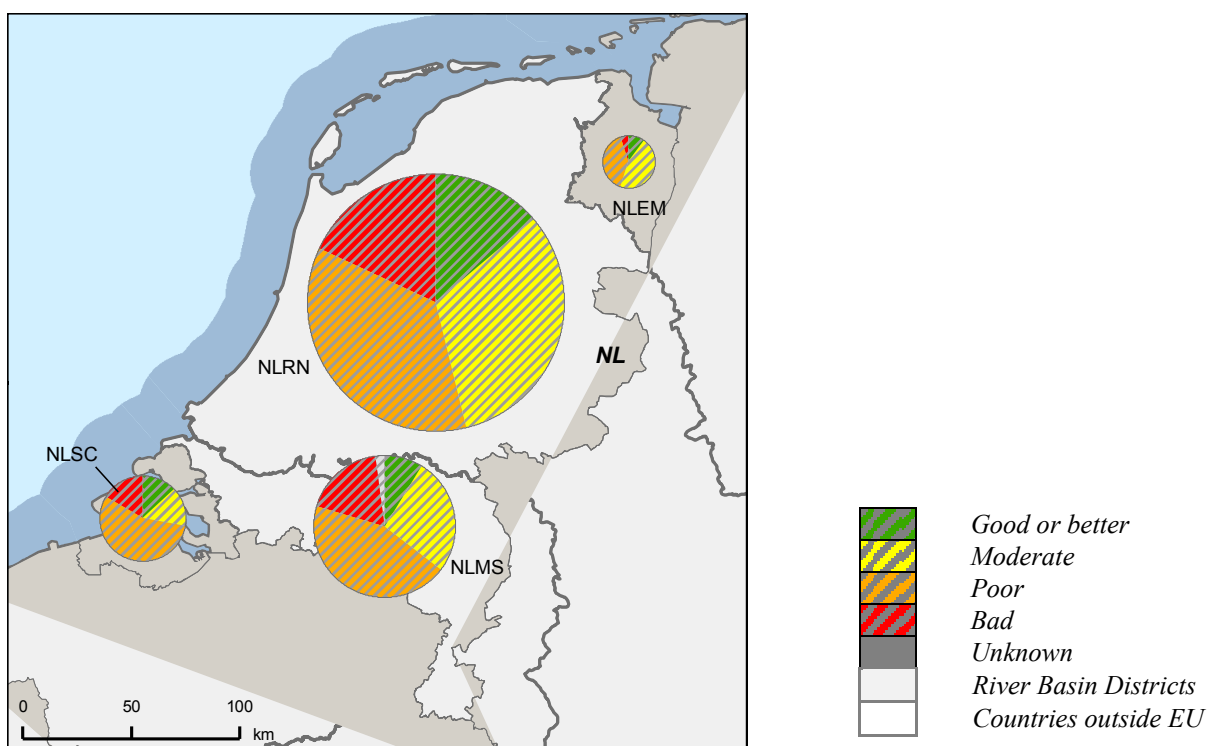 NLEM
NLRN
NL
NLSC
NLMS
0 50 100
km
Good or better
Moderate
Poor
Bad
Unknown
River Basin Districts
Countries outside EU